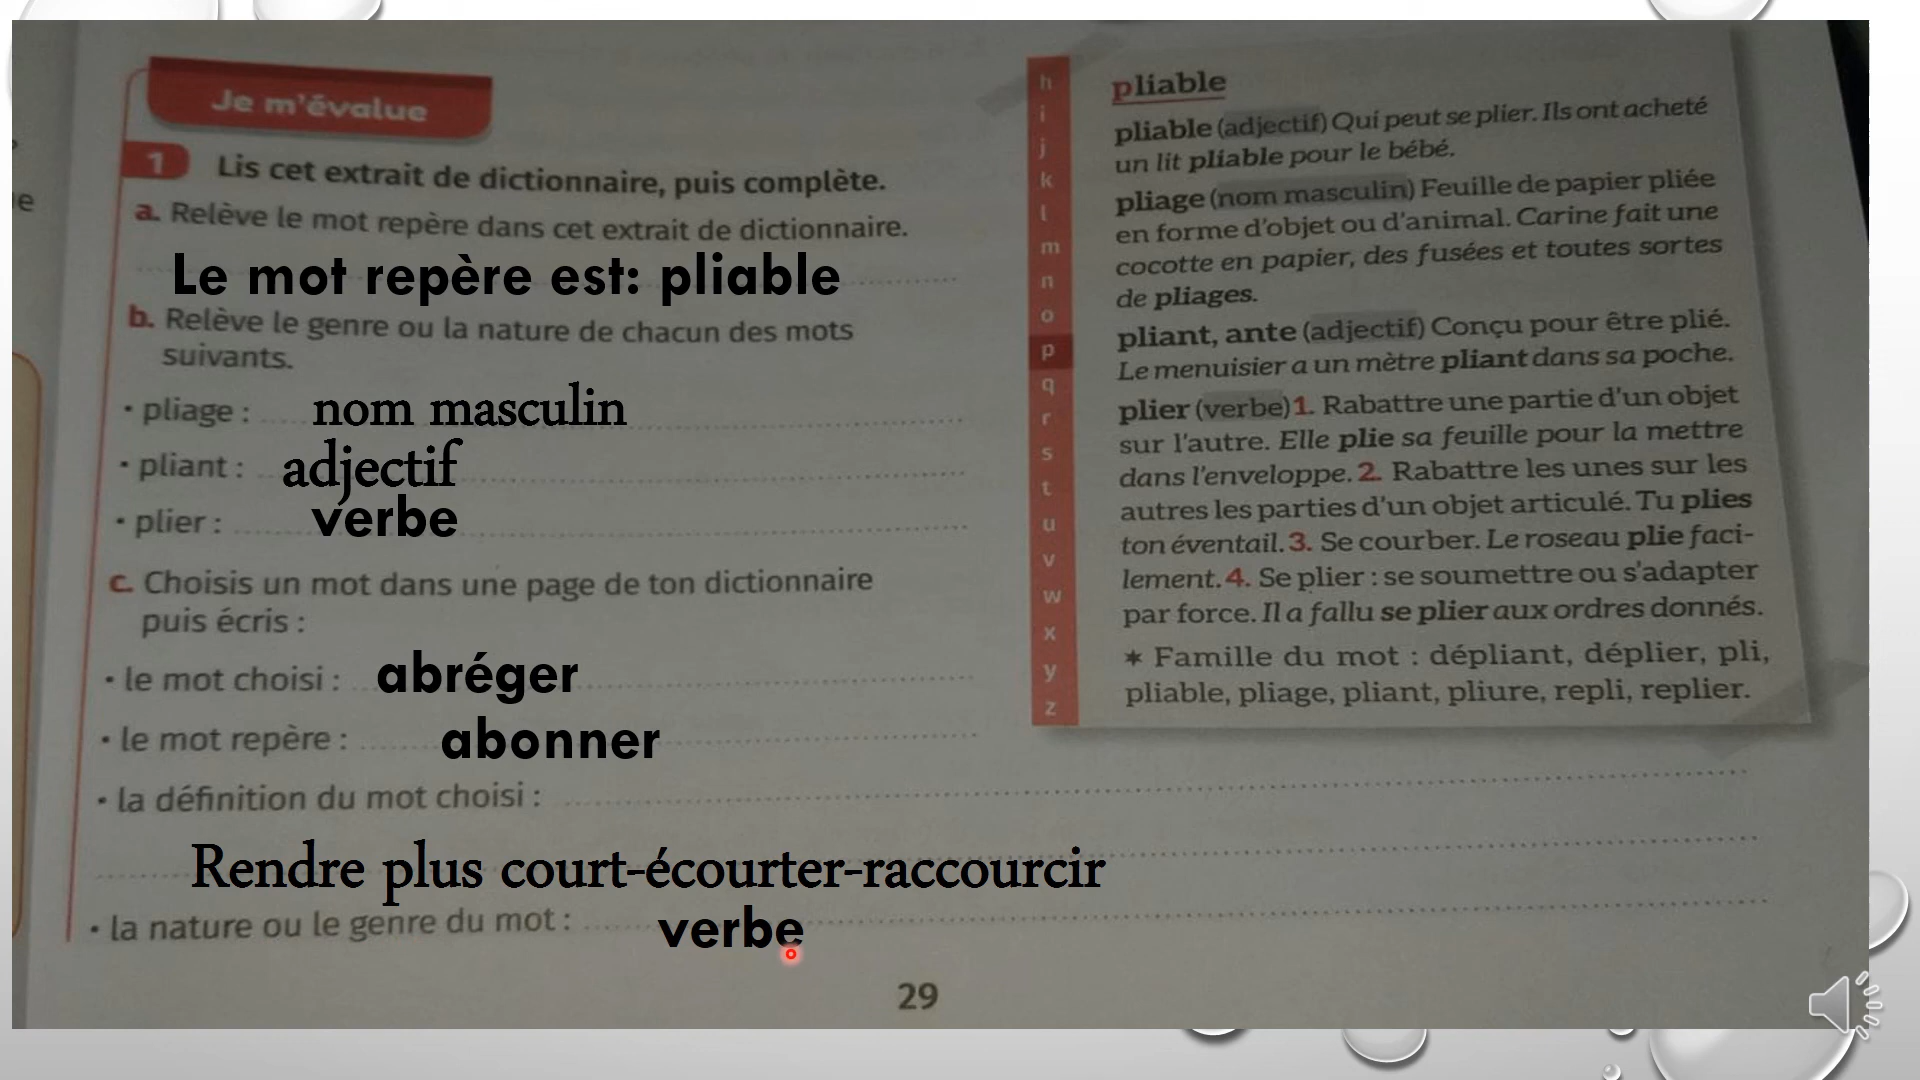 Je m'évalue
1 Lis cet extrait de dictionnaire, puis complète.
a. Relève le mot repère dans cet extrait de dictionnaire.
Le mot repère est: pliable
b. Relève le genre ou la nature de chacun des mots
suivants.
• pliage : nom masculin
• pliant : adjectif
• plier : verbe
c. Choisis un mot dans une page de ton dictionnaire
puis écris :
• le mot choisi : abréger
• le mot repère : abonner
• la définition du mot choisi :
Rendre plus court-écourter-raccourcir
• la nature ou le genre du mot : verbe
29
h
i
j
k
l
m
n
o
p
q
r
s
t
u
v
w
x
y
z
pliable
pliable (adjectif) Qui peut se plier. Ils ont acheté
un lit pliable pour le bébé.
pliage (nom masculin) Feuille de papier pliée
en forme d'objet ou d'animal. Carine fait une
cocotte en papier, des fusées et toutes sortes
de pliages.
pliant, ante (adjectif) Conçu pour être plié.
Le menuisier a un mètre pliant dans sa poche.
plier (verbe) 1. Rabattre une partie d'un objet
sur l'autre. Elle plie sa feuille pour la mettre
dans l'enveloppe. 2. Rabattre les unes sur les
autres les parties d'un objet articulé. Tu plies
ton éventail. 3. Se courber. Le roseau plie faci-
lement. 4. Se plier : se soumettre ou s'adapter
par force. Il a fallu se plier aux ordres donnés.
✶ Famille du mot : dépliant, déplier, pli,
pliable, pliage, pliant, pliure, repli, replier.